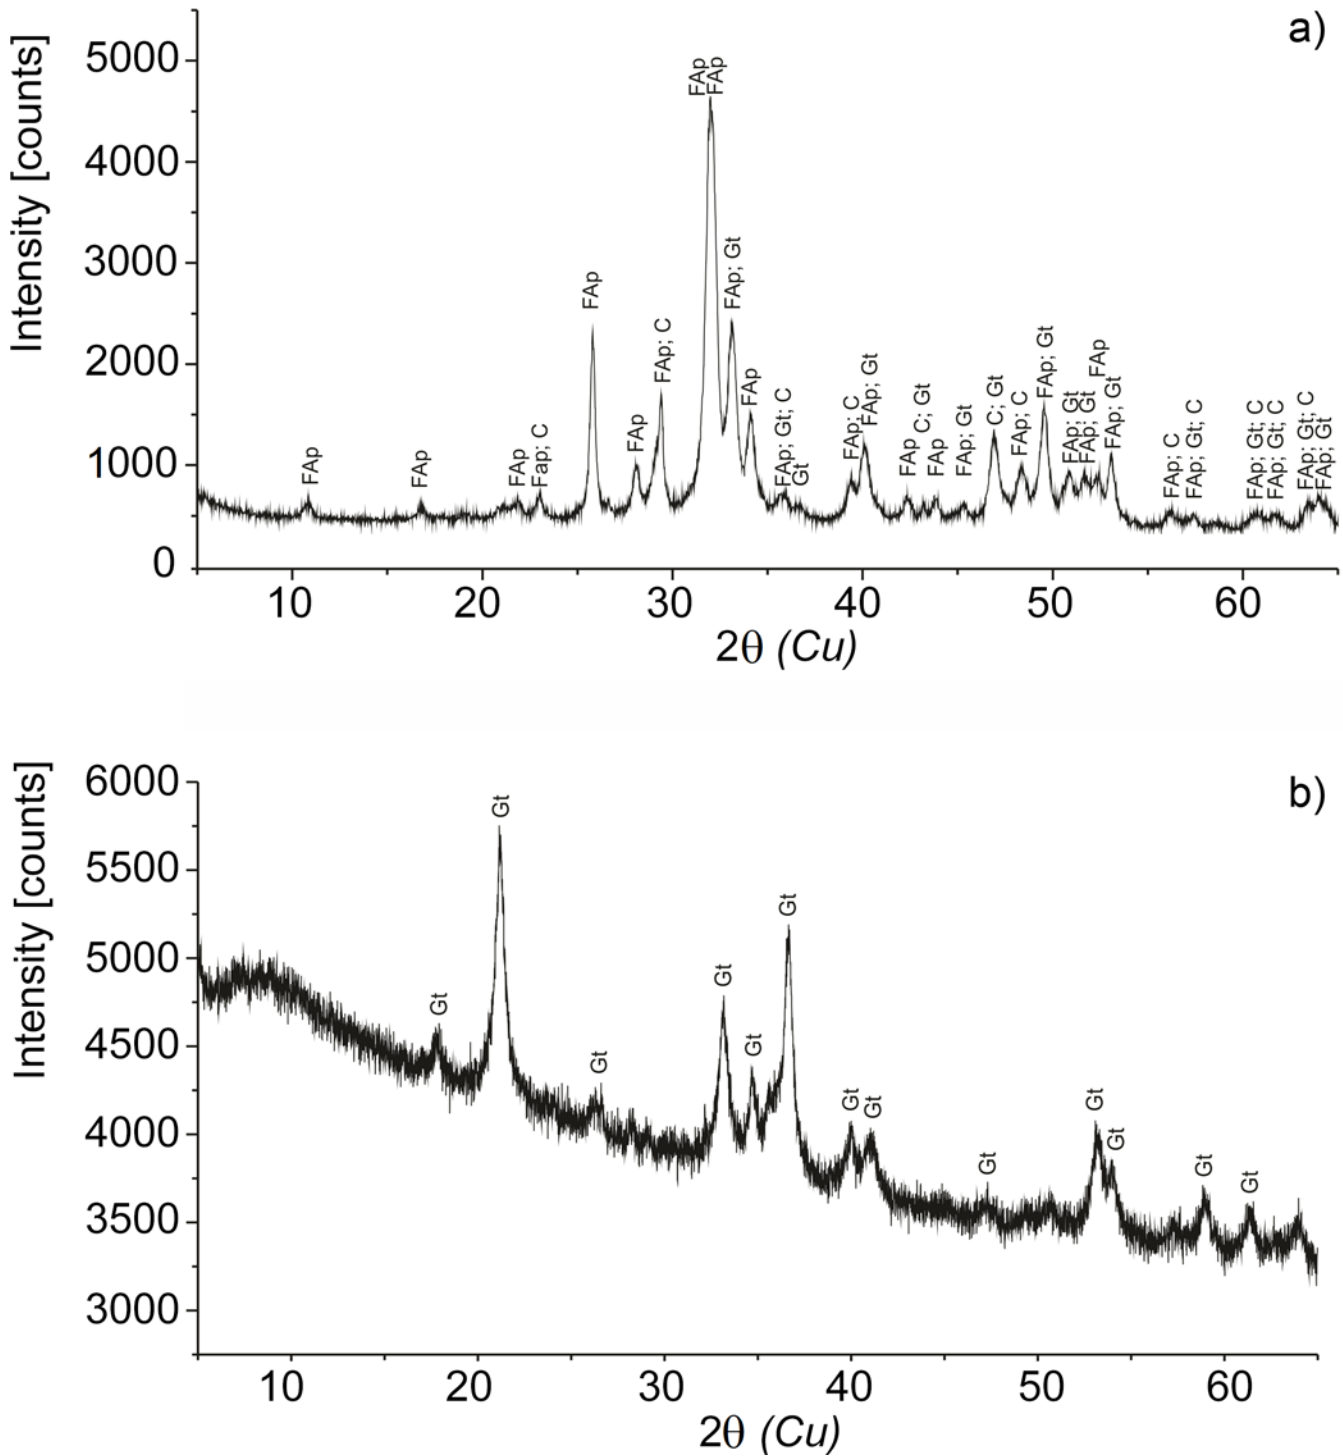 a)
Intensity [counts]
5000
4000
3000
2000
1000
0
FAp
FAp
FAp
Fap; C
FAp
FAp
FAp; C
FAp
FAp
FAp; Gt
FAp
FAp; Gt; C
Gt
FAp; C
FAp; Gt
FAp
C; Gt
FAp
FAp; Gt
C; Gt
FAp; C
FAp; Gt
FAp; Gt
FAp; Gt
FAp
FAp; Gt
FAp; C
FAp; Gt; C
FAp; Gt; C
FAp; Gt; C
FAp; Gt; C
FAp; Gt
10 20 30 40 50 60
2θ (Cu)
b)
Intensity [counts]
6000
5500
5000
4500
4000
3500
3000
Gt
Gt
Gt
Gt
Gt
Gt
Gt
Gt
Gt
Gt
Gt
Gt
Gt
10 20 30 40 50 60
2θ (Cu)